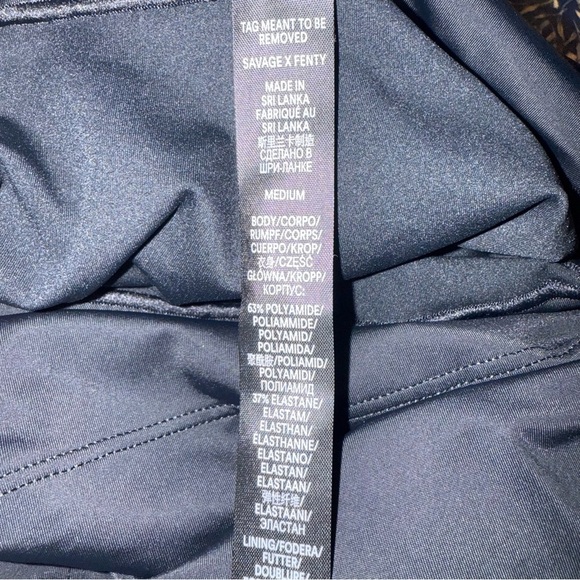 TAG MEANT TO BE
REMOVED
SAVAGE X FENTY
MADE IN
SRI LANKA
FABRIQUÉ AU
SRI LANKA
斯里兰卡制造
СДЕЛАНО В
ШРИ-ЛАНКЕ
MEDIUM
BODY/CORPO/
RUMPF/CORPS/
CUERPO/KROP/
衣身/CZĘŚĆ
GŁÓWNA/KROPP/
КОРПУС:
63% POLYAMIDE/
POLIAMMIDE/
POLYAMID/
POLIAMIDA/
聚酰胺/POLIAMID/
POLYAMIDI/
ПОЛИАМИД
37% ELASTANE/
ELASTAM/
ELASTHAN/
ÉLASTHANNE/
ELASTANO/
ELASTAN/
ELASTAAN/
弹性纤维/
ELASTAANI/
ЭЛАСТАН
LINING/FODERA/
FUTTER/
DOUBLURE/